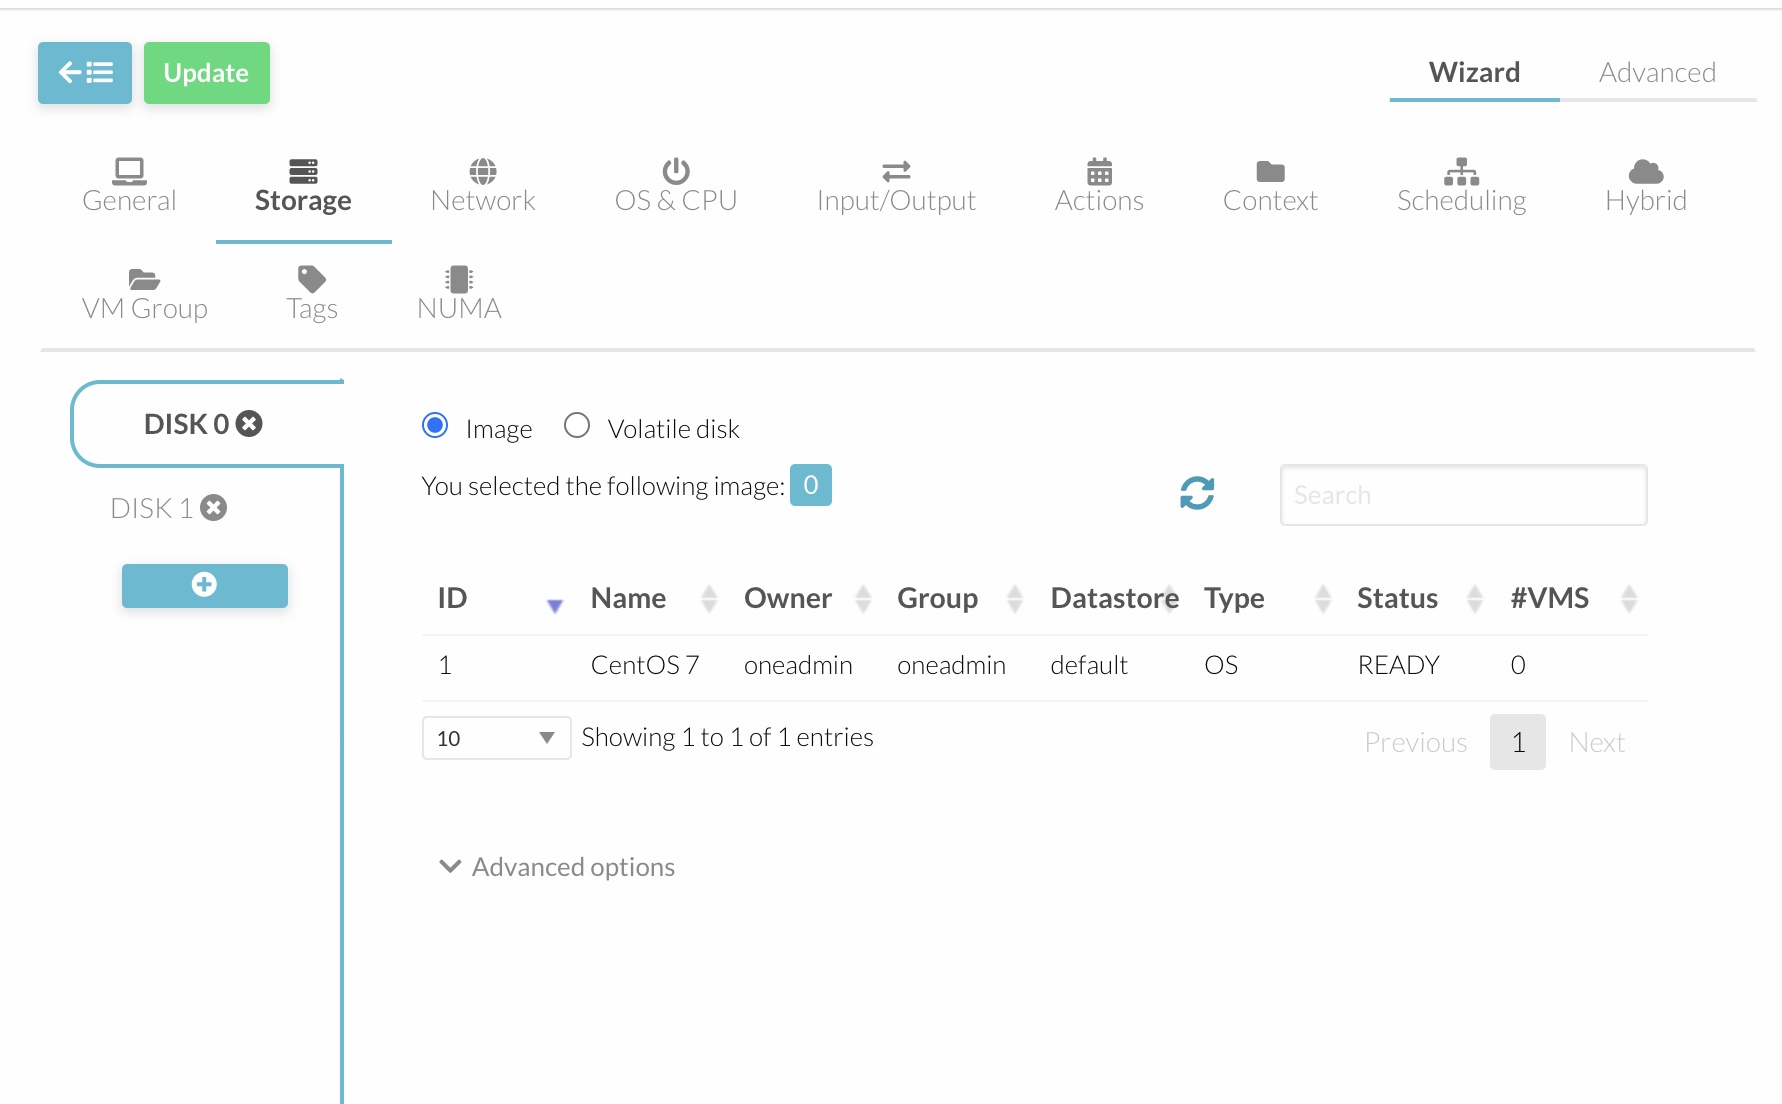 Update
Wizard Advanced
General Storage Network OS & CPU Input/Output Actions Context Scheduling Hybrid
VM Group Tags NUMA
DISK 0
DISK 1
Image Volatile disk
You selected the following image: 0
Search
ID Name Owner Group Datastore Type Status #VMS
1 CentOS 7 oneadmin oneadmin default OS READY 0
10 Showing 1 to 1 of 1 entries
Previous 1 Next
Advanced options